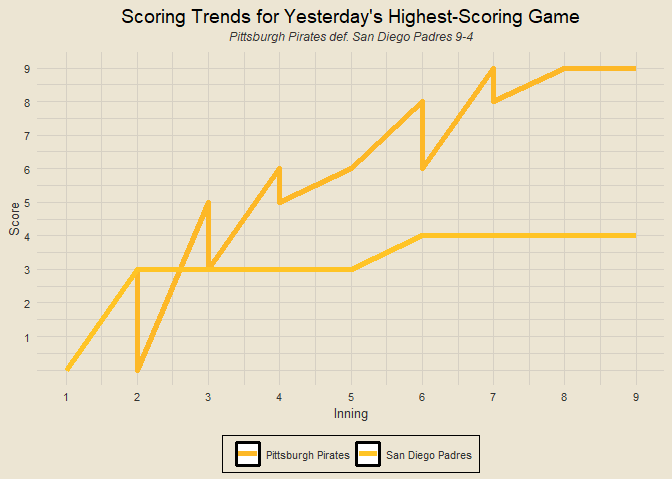 Scoring Trends for Yesterday's Highest-Scoring Game
Pittsburgh Pirates def. San Diego Padres 9-4
9
8
7
6
5
4
3
2
1
Score
1 2 3 4 5 6 7 8 9
Inning
Pittsburgh Pirates San Diego Padres